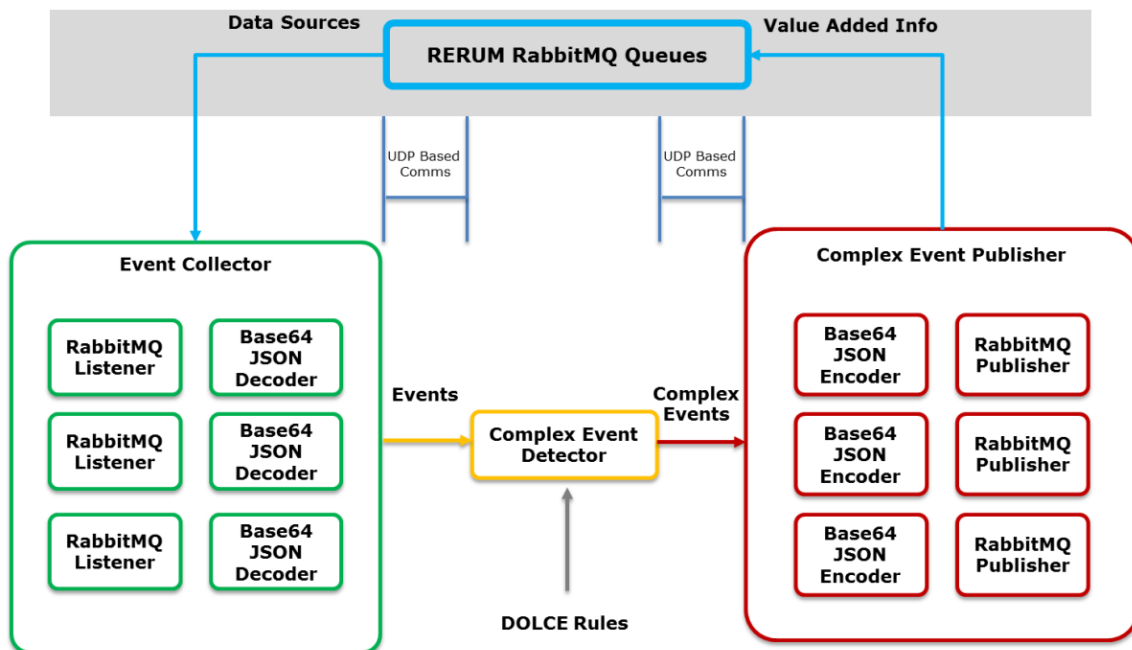 Data Sources
Value Added Info
RERUM RabbitMQ Queues
UDP Based
Comms
UDP Based
Comms
Event Collector
RabbitMQ
Listener
Base64
JSON
Decoder
RabbitMQ
Listener
Base64
JSON
Decoder
RabbitMQ
Listener
Base64
JSON
Decoder
Events
Complex Event
Detector
Complex
Events
DOLCE Rules
Complex Event Publisher
Base64
JSON
Encoder
RabbitMQ
Publisher
Base64
JSON
Encoder
RabbitMQ
Publisher
Base64
JSON
Encoder
RabbitMQ
Publisher